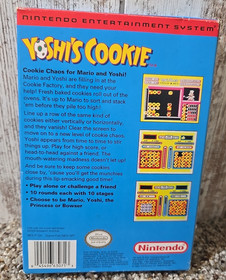 NINTENDO ENTERTAINMENT SYSTEM
YOSHI'S COOKIE
Cookie Chaos for Mario and Yoshi!
Mario and Yoshi are filling in at the
Cookie Factory, and they need your
help! Fresh baked cookies roll out of the
ovens. It's up to Mario to sort and stack
'em before they pile too high!
Line up a row of the same kind of
cookies either vertically or horizontally,
and they vanish! Clear the screen to
move on to a new level of cookie chaos.
Yoshi appears from time to time to stir
things up. Play for high score, or
head-to-head against a friend. The
mouth watering madness doesn't let up!
And be sure to keep some cookies
close by, 'cause you'll get the munchies
during this lip-smacking good time!
• Play alone or challenge a friend
• 10 rounds each with 10 stages
• Choose to be Mario, Yoshi, the
Princess or Bowser
Nintendo